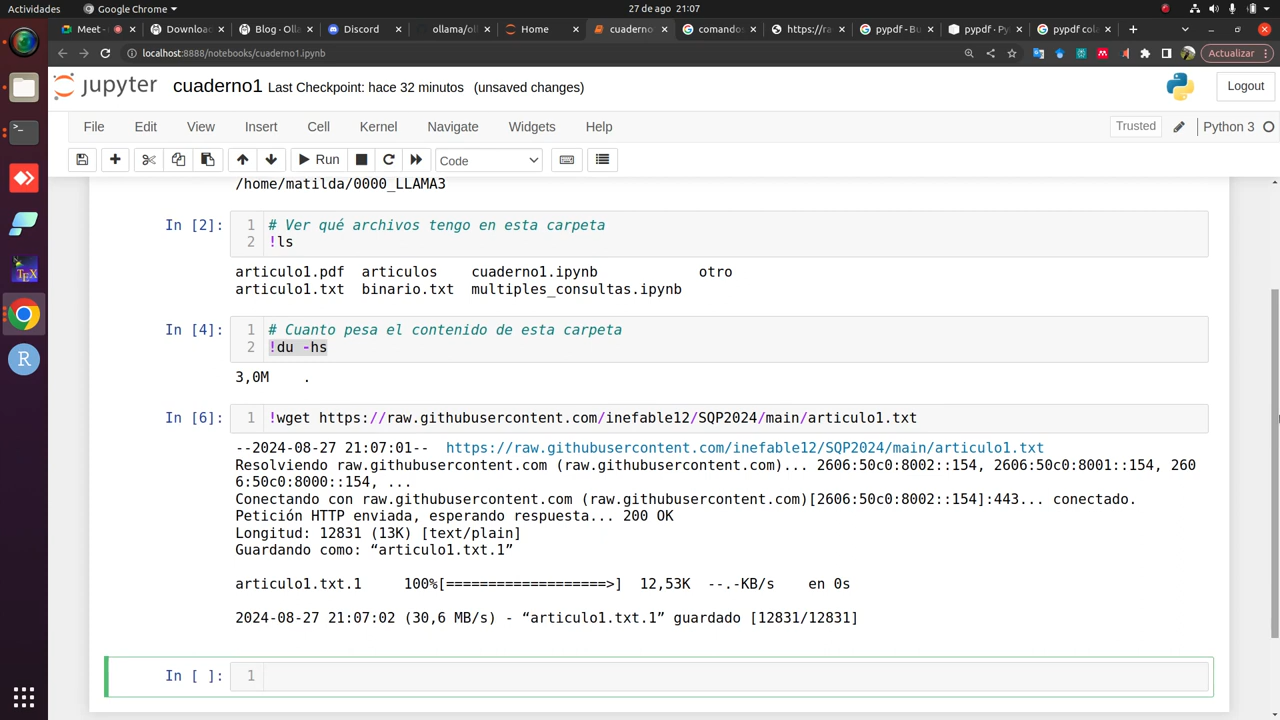 Actividades
Google Chrome
27 de ago 21:07
Meet -
Downloa
Blog · Olla
Discord
ollama/oll
Home
cuaderno
comandos
https://ra
pypdf - Bu
pypdf · Py
pypdf cola
localhost:8888/notebooks/cuaderno1.ipynb
Actualizar
jupyter cuaderno1 Last Checkpoint: hace 32 minutos (unsaved changes)
Logout
File Edit View Insert Cell Kernel Navigate Widgets Help
Trusted
Python 3
Run
Code
/home/matilda/0000_LLAMA3
In [2]: 1 # Ver qué archivos tengo en esta carpeta
2 !ls
articulo1.pdf articulos cuaderno1.ipynb otro
articulo1.txt binario.txt multiples_consultas.ipynb
In [4]: 1 # Cuanto pesa el contenido de esta carpeta
2 !du -hs
3,0M .
In [6]: 1 !wget https://raw.githubusercontent.com/inefable12/SQP2024/main/articulo1.txt
--2024-08-27 21:07:01-- https://raw.githubusercontent.com/inefable12/SQP2024/main/articulo1.txt
Resolviendo raw.githubusercontent.com (raw.githubusercontent.com)... 2606:50c0:8002::154, 2606:50c0:8001::154, 260
6:50c0:8000::154, ...
Conectando con raw.githubusercontent.com (raw.githubusercontent.com)[2606:50c0:8002::154]:443... conectado.
Petición HTTP enviada, esperando respuesta... 200 OK
Longitud: 12831 (13K) [text/plain]
Guardando como: “articulo1.txt.1”
articulo1.txt.1 100%[===================>] 12,53K --.-KB/s en 0s
2024-08-27 21:07:02 (30,6 MB/s) - “articulo1.txt.1” guardado [12831/12831]
In [ ]: 1
TEX
R